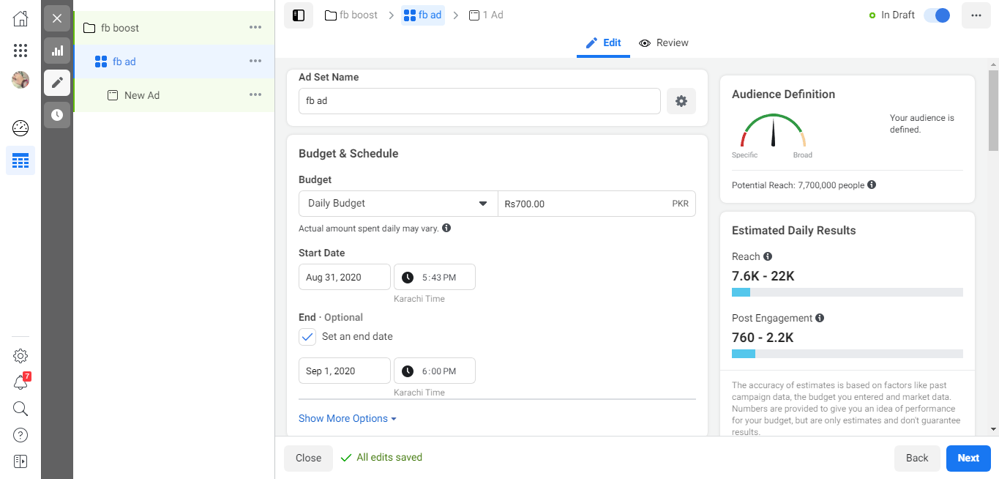 fb boost
fb ad
New Ad
7
fb boost
fb ad
1 Ad
In Draft
Edit
Review
Ad Set Name
fb ad
Budget & Schedule
Budget
Daily Budget
Rs700.00
PKR
Actual amount spent daily may vary.
Start Date
Aug 31, 2020
5:43 PM
Karachi Time
End · Optional
Set an end date
Sep 1, 2020
6:00 PM
Karachi Time
Show More Options
Audience Definition
Your audience is
defined.
Specific
Broad
Potential Reach: 7,700,000 people
Estimated Daily Results
Reach
7.6K - 22K
Post Engagement
760 - 2.2K
The accuracy of estimates is based on factors like past
campaign data, the budget you entered and market data.
Numbers are provided to give you an idea of performance
for your budget, but are only estimates and don't guarantee
results.
Close
All edits saved
Back
Next